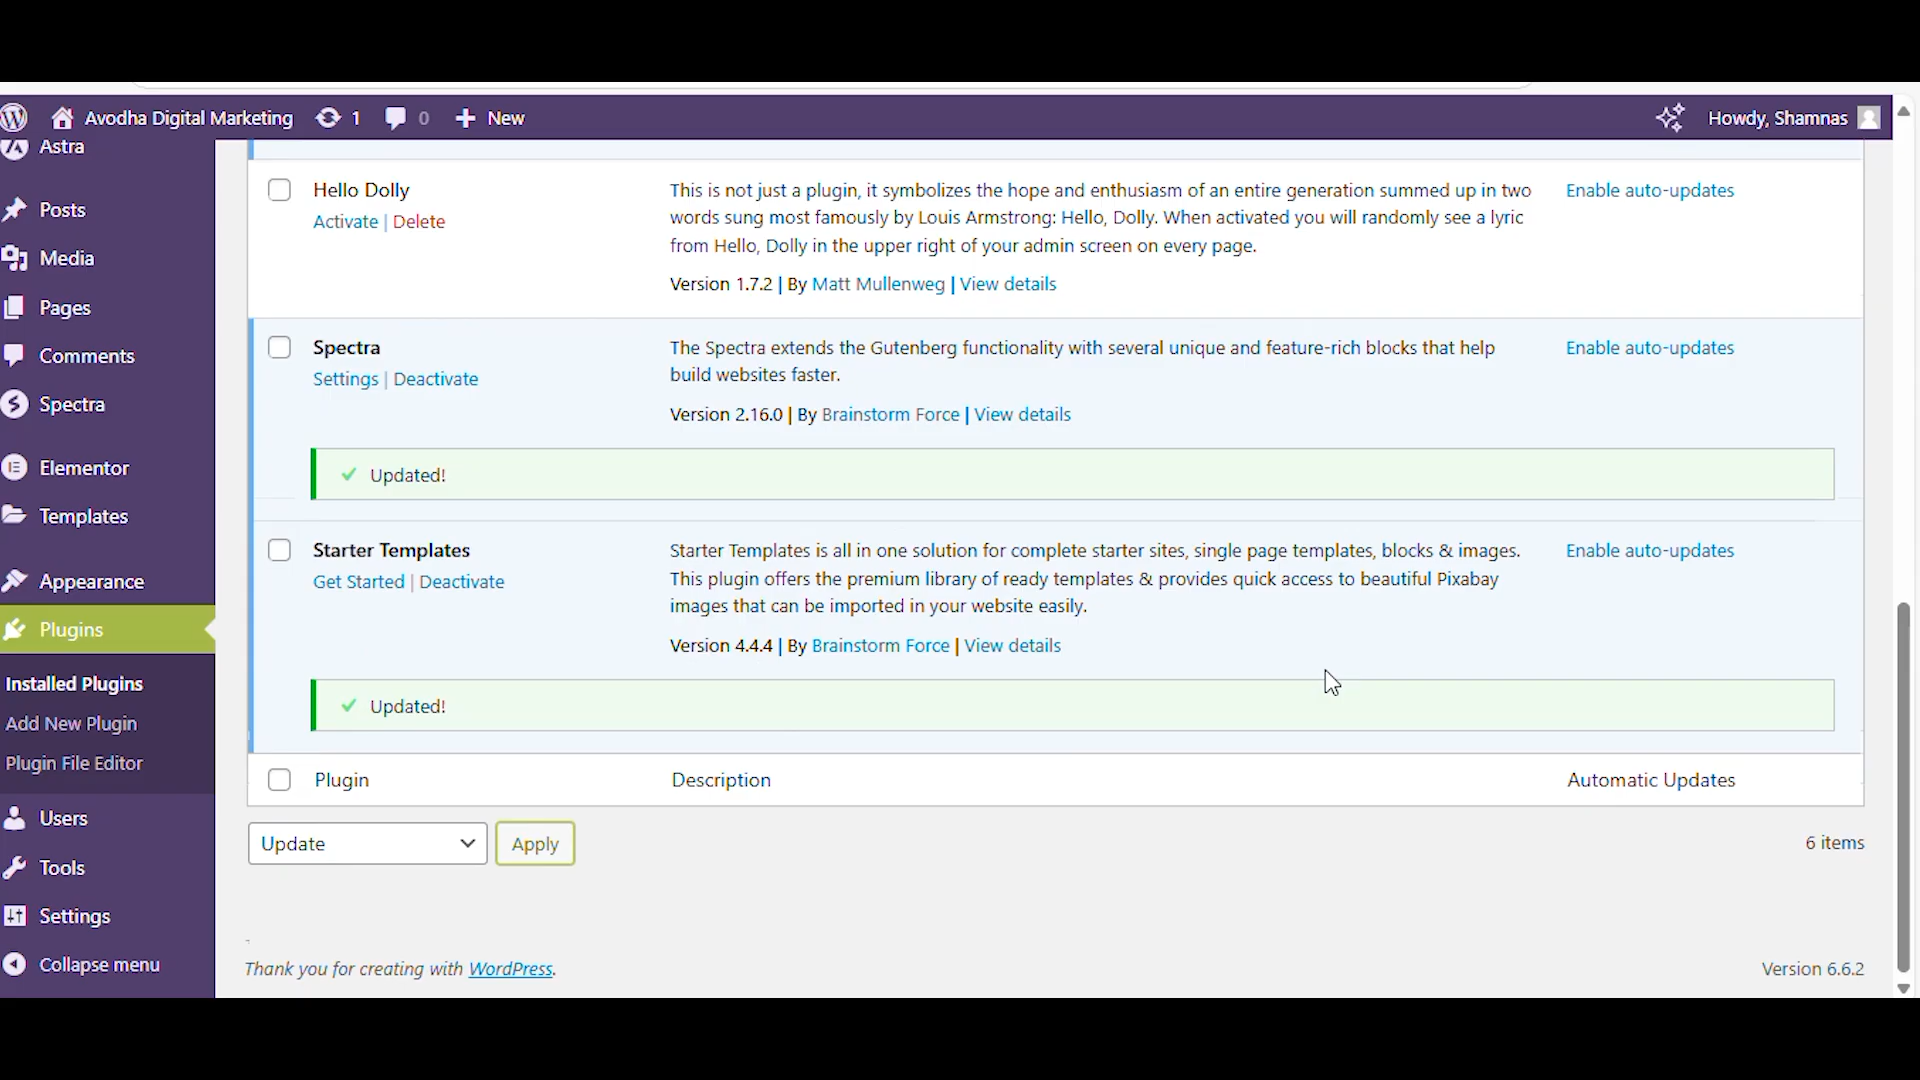 Avodha Digital Marketing 1 0 New Howdy, Shamnas
Astra
Posts
Media
Pages
Comments
Spectra
Elementor
Templates
Appearance
Plugins
Installed Plugins
Add New Plugin
Plugin File Editor
Users
Tools
Settings
Collapse menu
Hello Dolly
Activate | Delete
This is not just a plugin, it symbolizes the hope and enthusiasm of an entire generation summed up in two
words sung most famously by Louis Armstrong: Hello, Dolly. When activated you will randomly see a lyric
from Hello, Dolly in the upper right of your admin screen on every page.
Version 1.7.2 | By Matt Mullenweg | View details
Enable auto-updates
Spectra
Settings | Deactivate
The Spectra extends the Gutenberg functionality with several unique and feature-rich blocks that help
build websites faster.
Version 2.16.0 | By Brainstorm Force | View details
Enable auto-updates
Updated!
Starter Templates
Get Started | Deactivate
Starter Templates is all in one solution for complete starter sites, single page templates, blocks & images.
This plugin offers the premium library of ready templates & provides quick access to beautiful Pixabay
images that can be imported in your website easily.
Version 4.4.4 | By Brainstorm Force | View details
Enable auto-updates
Updated!
Plugin Description Automatic Updates
Update Apply 6 items
Thank you for creating with WordPress. Version 6.6.2